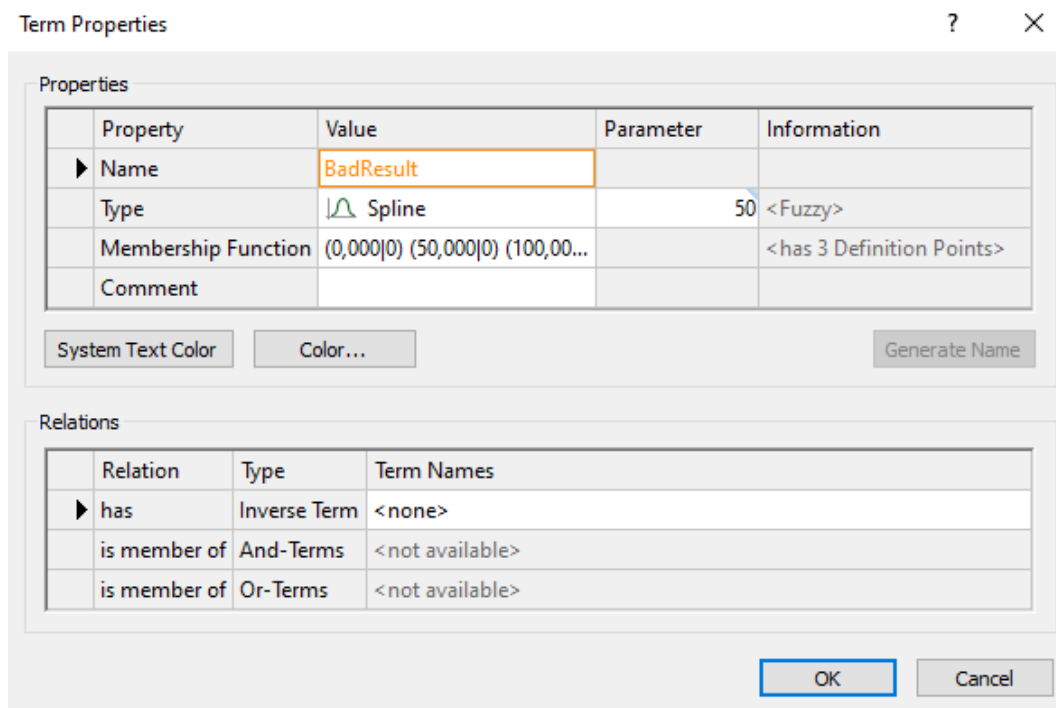 Term Properties ?
Properties
Property Value Parameter Information
Name BadResult
Type Spline 50 <Fuzzy>
Membership Function (0,000|0) (50,000|0) (100,00... <has 3 Definition Points>
Comment
System Text Color Color... Generate Name
Relations
Relation Type Term Names
has Inverse Term <none>
is member of And-Terms <not available>
is member of Or-Terms <not available>
OK Cancel